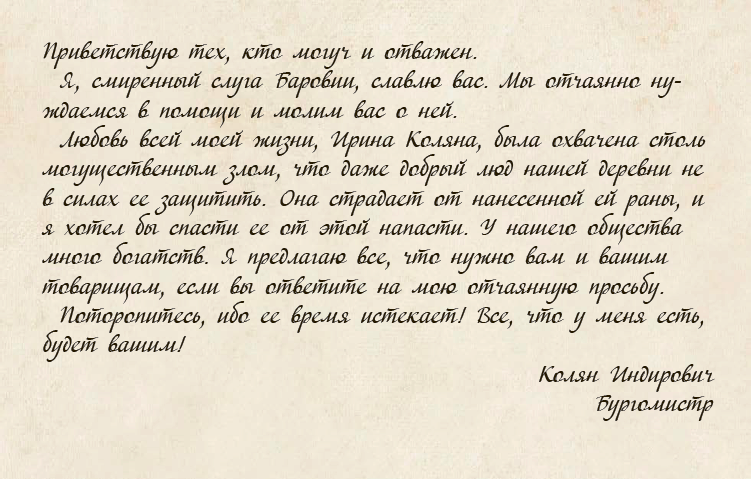 Приветствую тех, кто могуч и отважен.
Я, смиренный слуга Баровии, славлю вас. Мы отчаянно ну-
ждаемся в помощи и молим вас о ней.
Любовь всей моей жизни, Ирина Коляна, была охвачена столь
могущественным злом, что даже добрый люд нашей деревни не
в силах ее защитить. Она страдает от нанесенной ей раны, и
я хотел бы спасти ее от этой напасти. У нашего общества
много богатств. Я предлагаю все, что нужно вам и вашим
товарищам, если вы ответите на мою отчаянную просьбу.
Поторопитесь, ибо ее время истекает! Все, что у меня есть,
будет вашим!
Колян Индирович
Бургомистр